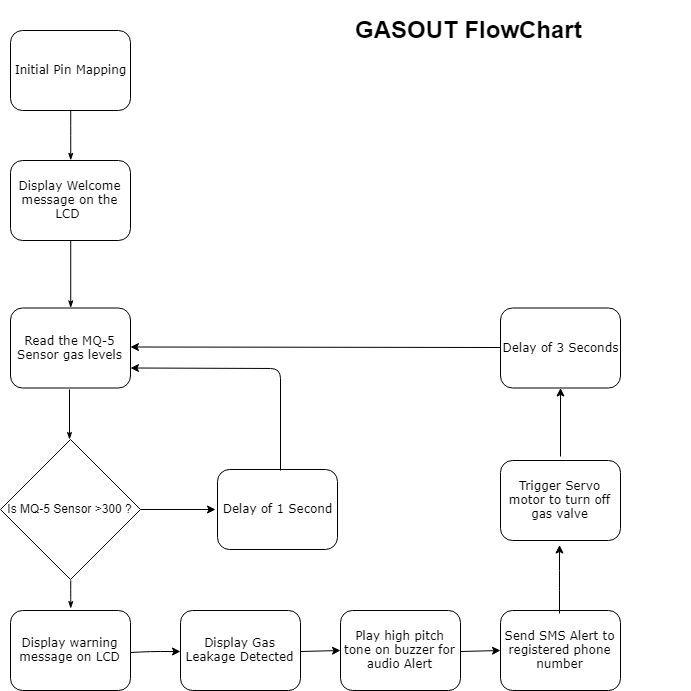 GASOUT FlowChart
Initial Pin Mapping
Display Welcome
message on the
LCD
Read the MQ-5
Sensor gas levels
Delay of 3 Seconds
Is MQ-5 Sensor >300 ?
Delay of 1 Second
Trigger Servo
motor to turn off
gas valve
Display warning
message on LCD
Display Gas
Leakage Detected
Play high pitch
tone on buzzer for
audio Alert
Send SMS Alert to
registered phone
number